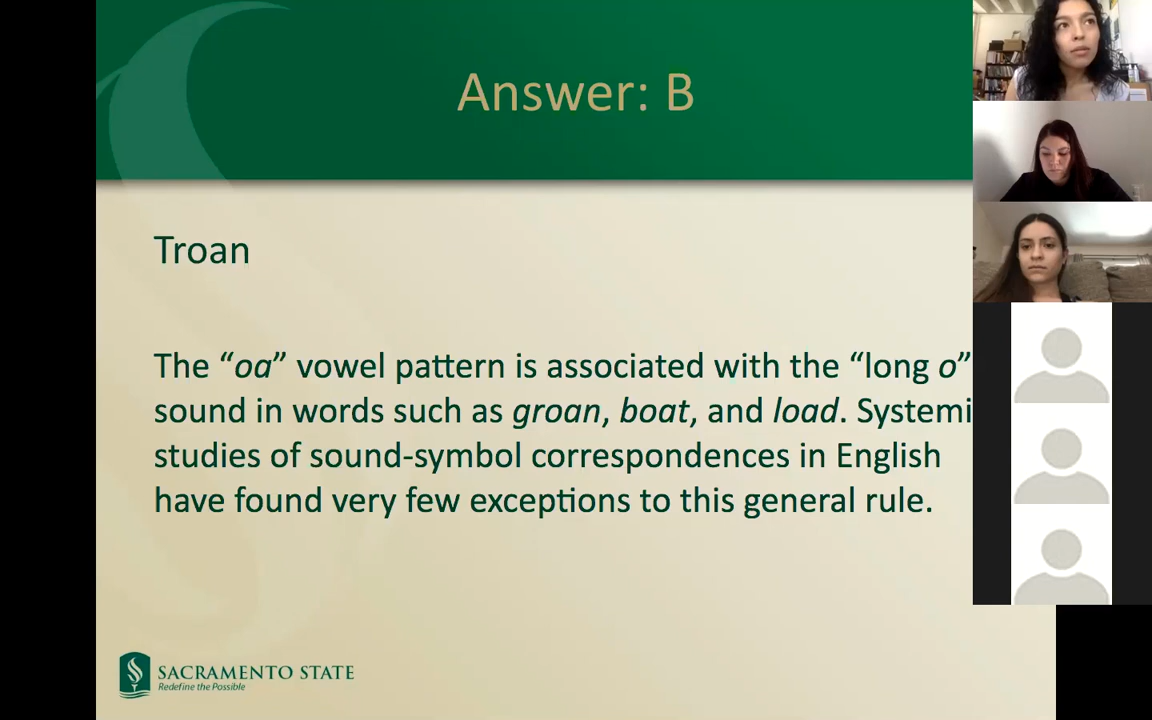 Answer: B
Troan
The “oa” vowel pattern is associated with the “long o”
sound in words such as groan, boat, and load. Systemi
studies of sound-symbol correspondences in English
have found very few exceptions to this general rule.
SACRAMENTO STATE
Redefine the Possible